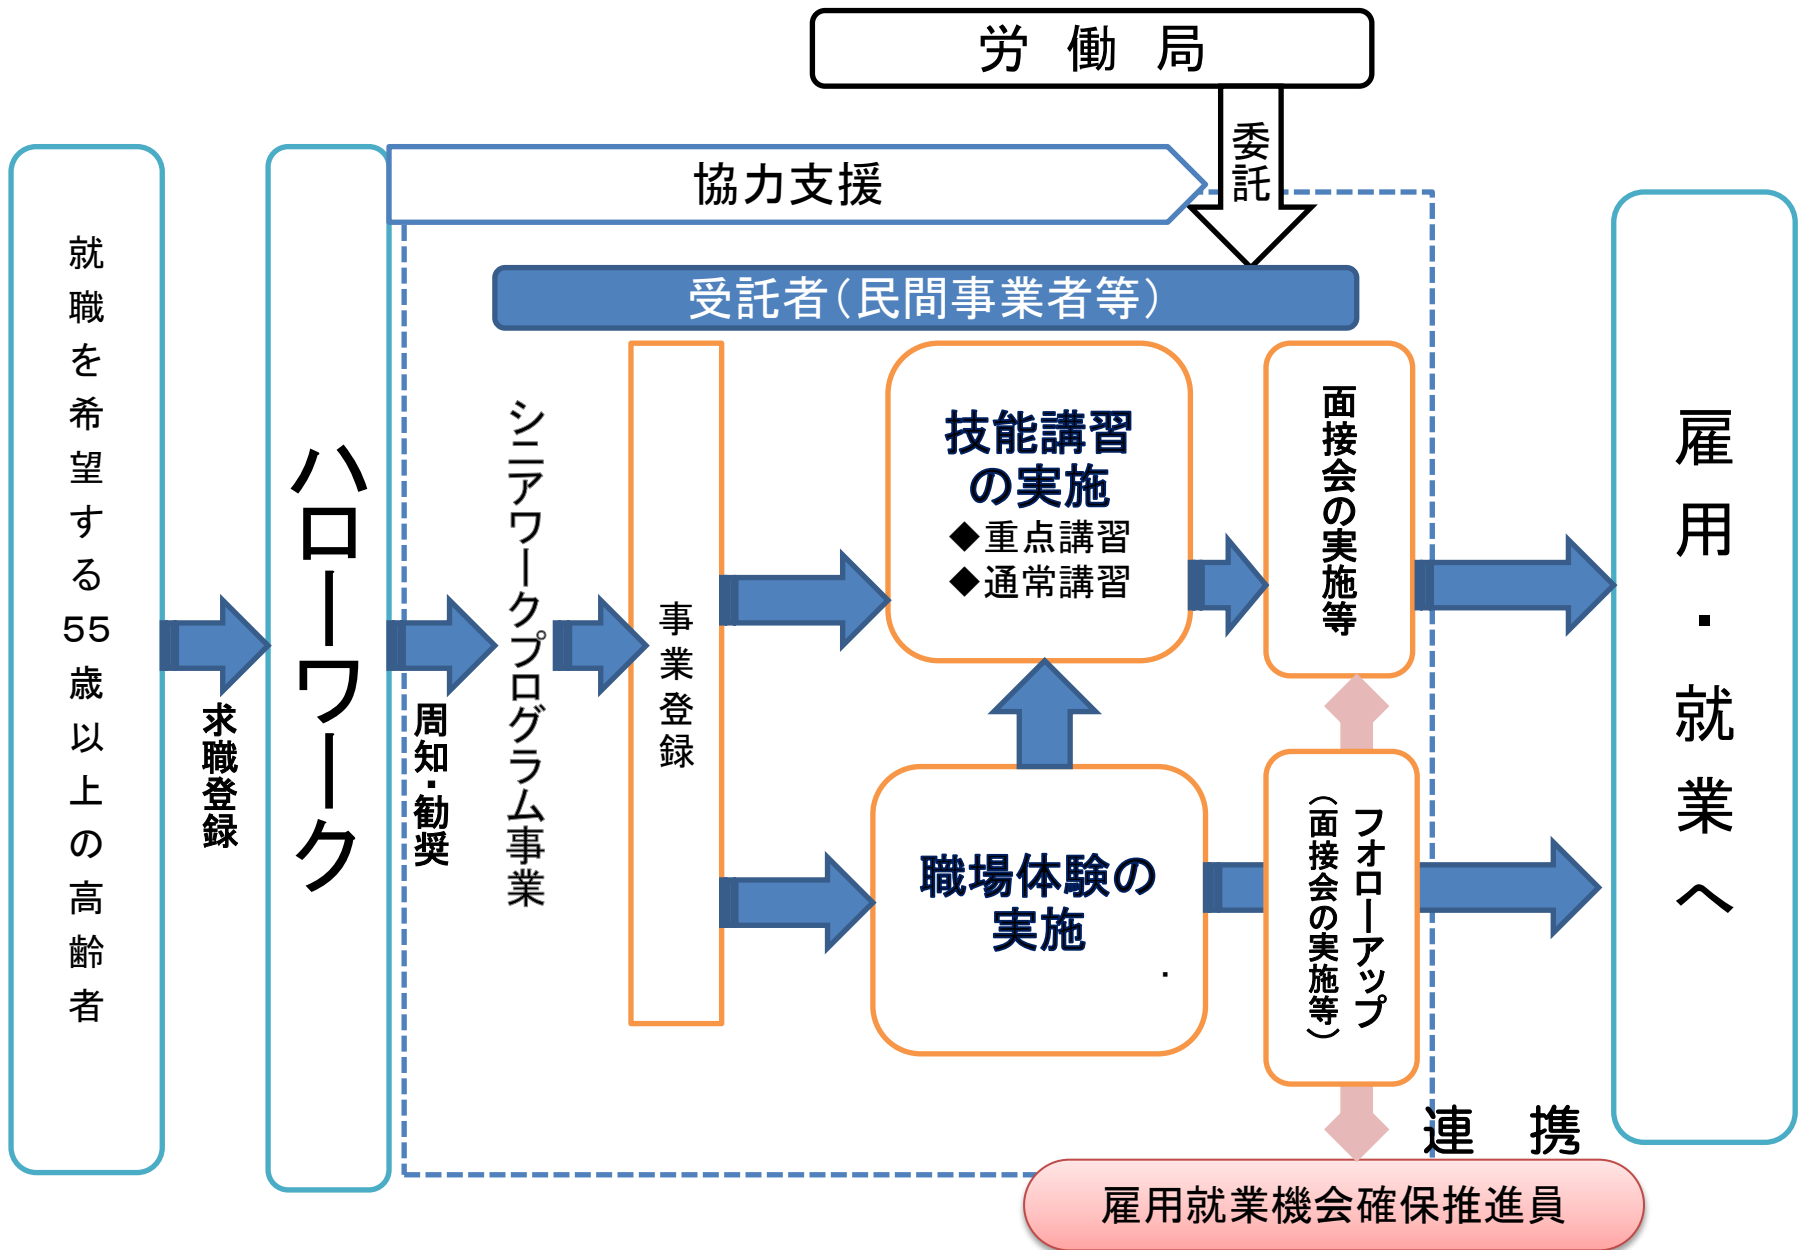 労　働　局
委託
協力支援
受託者（民間事業者等）
就職を希望する55歳以上の高齢者
求職登録
ハローワーク
周知・勧奨
シニアワークプログラム事業
事業登録
技能講習
の実施
◆重点講習
◆通常講習
職場体験の
実施
.
面接会の実施等
フオローアップ
（面接会の実施等）
雇用・就業へ
連　携
雇用就業機会確保推進員